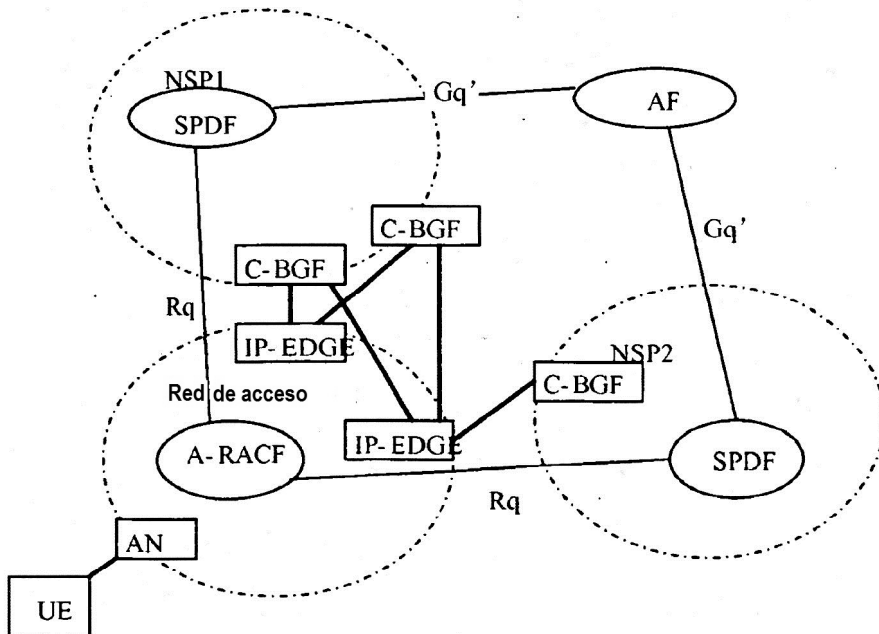 NSP1
SPDF
Gq’
AF
C-BGF
Gq’
C-BGF
Rq
IP-EDGE
NSP2
C-BGF
Red de acceso
IP-EDGE
A-RACF
SPDF
Rq
AN
UE